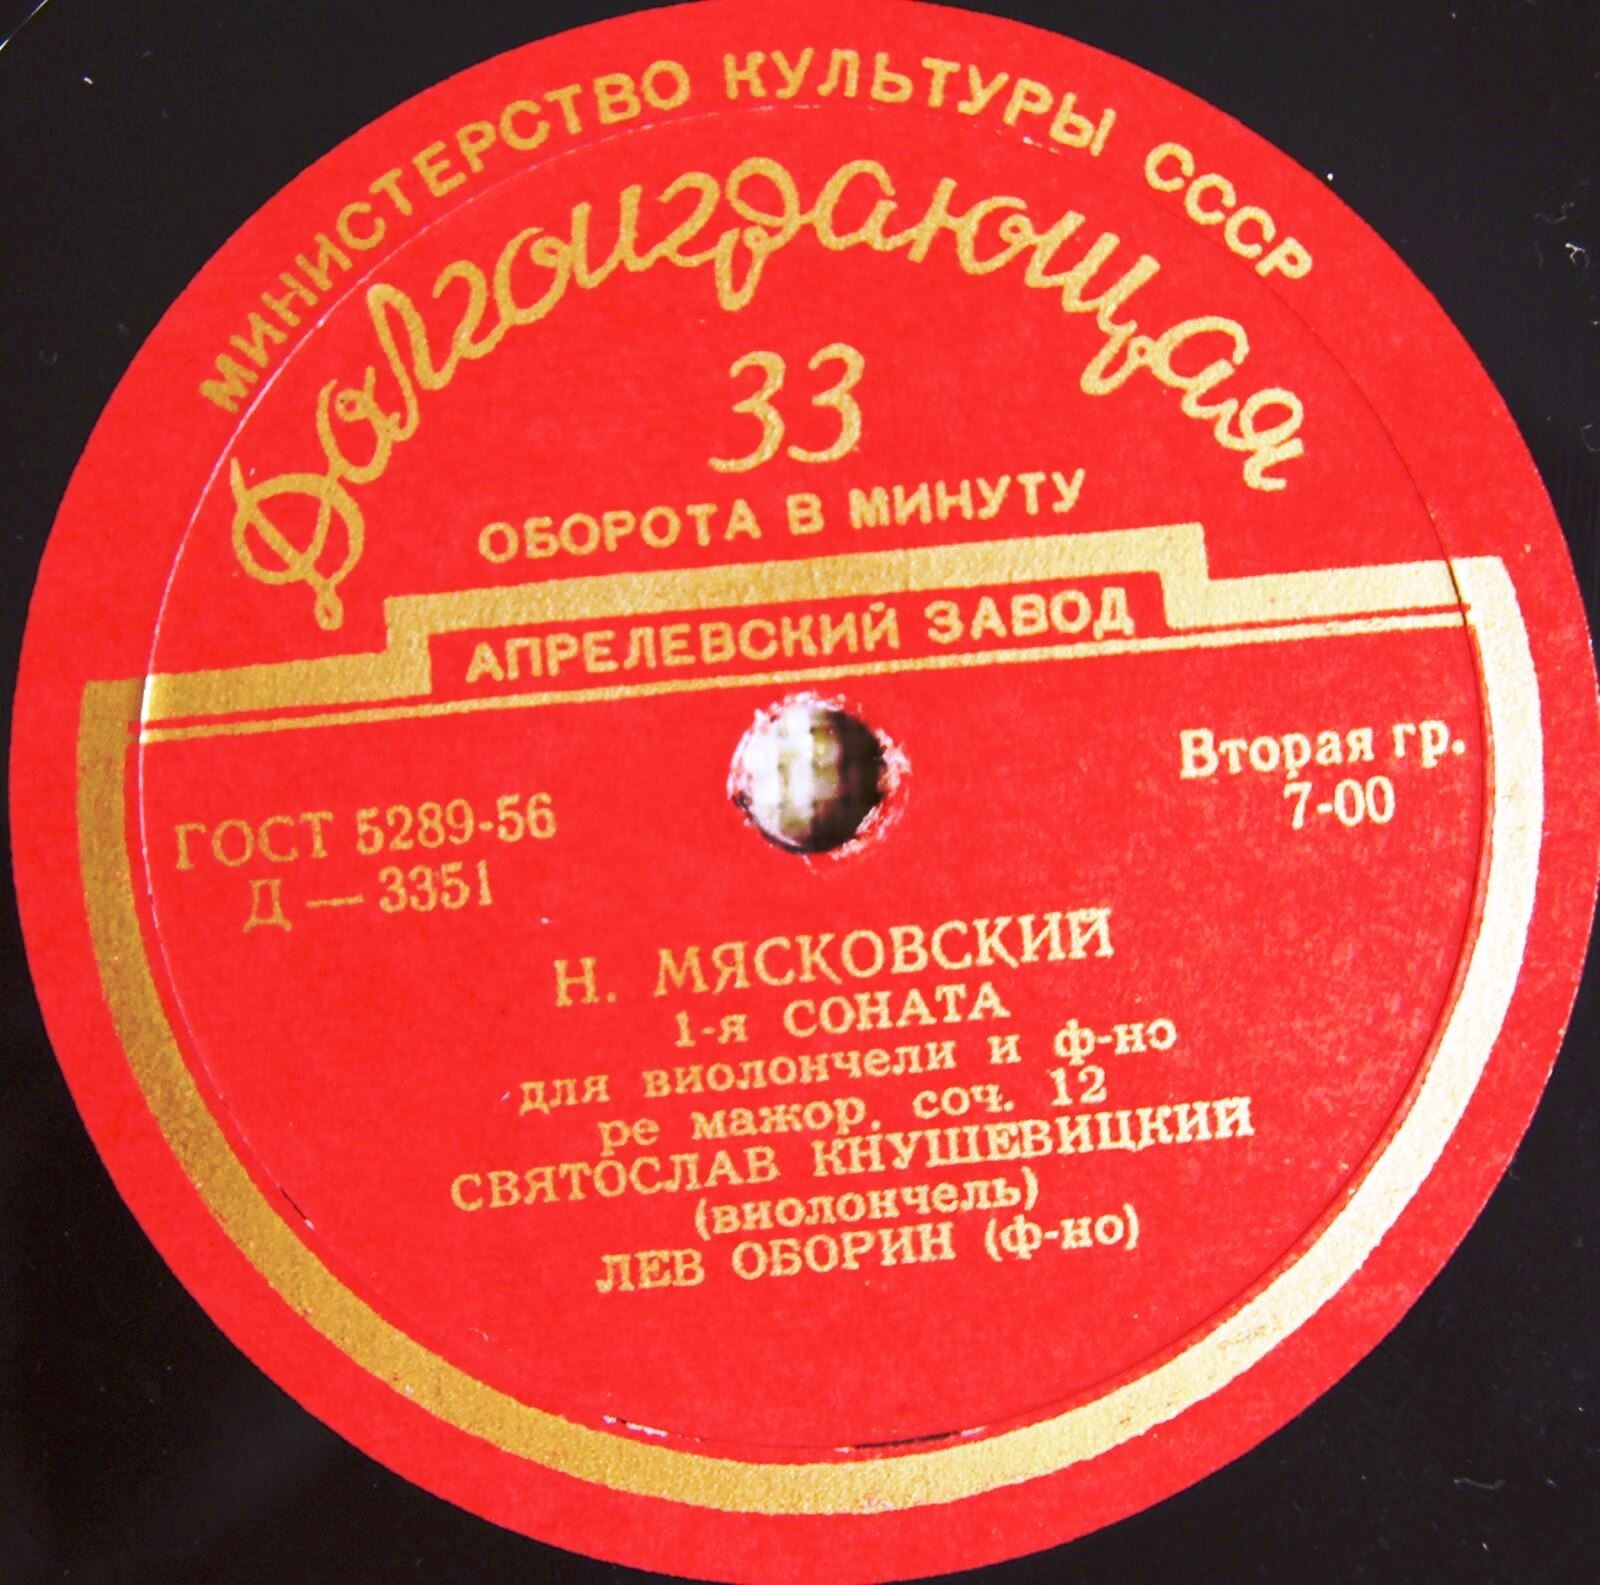 МИНИСТЕРСТВО КУЛЬТУРЫ СССР
Долгоиграющая
33
ОБОРОТА В МИНУТУ
АПРЕЛЕВСКИЙ ЗАВОД
Вторая гр.
7-00
ГОСТ 5289-56
Д — 3351
Н. МЯСКОВСКИЙ
1-я СОНАТА
для виолончели и ф-но
ре мажор. соч. 12
СВЯТОСЛАВ КНУШЕВИЦКИЙ
(виолончель)
ЛЕВ ОБОРИН (ф-но)